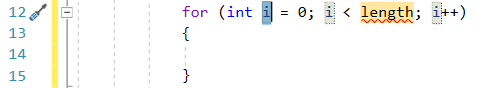 12 for (int i = 0; i < length; i++)
13 {
14
15 }